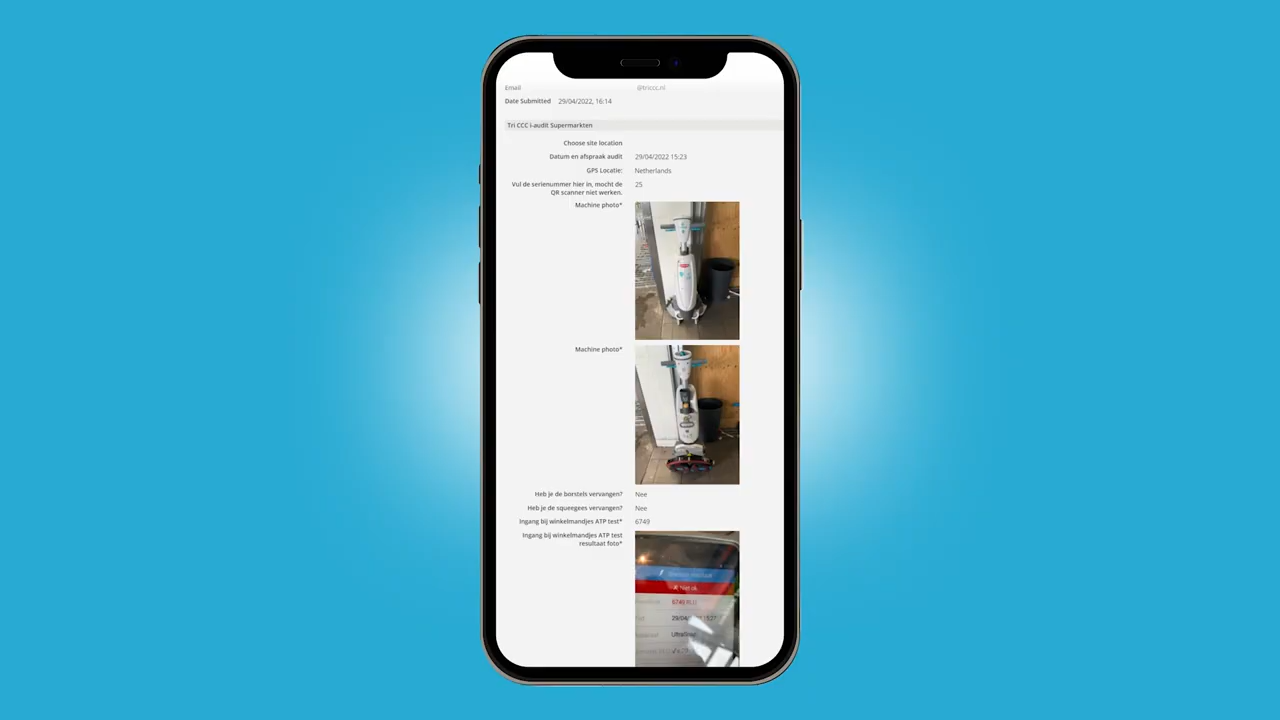 Email @triccc.nl
Date Submitted 29/04/2022, 16:14
Tri CCC i-audit Supermarkten
Choose site location
Datum en afspraak audit 29/04/2022 15:23
GPS Locatie: Netherlands
Vul de serienummer hier in, mocht de 25
QR scanner niet werken.
Machine photo*
Machine photo*
Heb je de borstels vervangen? Nee
Heb je de squeegees vervangen? Nee
Ingang bij winkelmandjes ATP test* 6749
Ingang bij winkelmandjes ATP test
resultaat foto*
Niet ok
6749 RLU